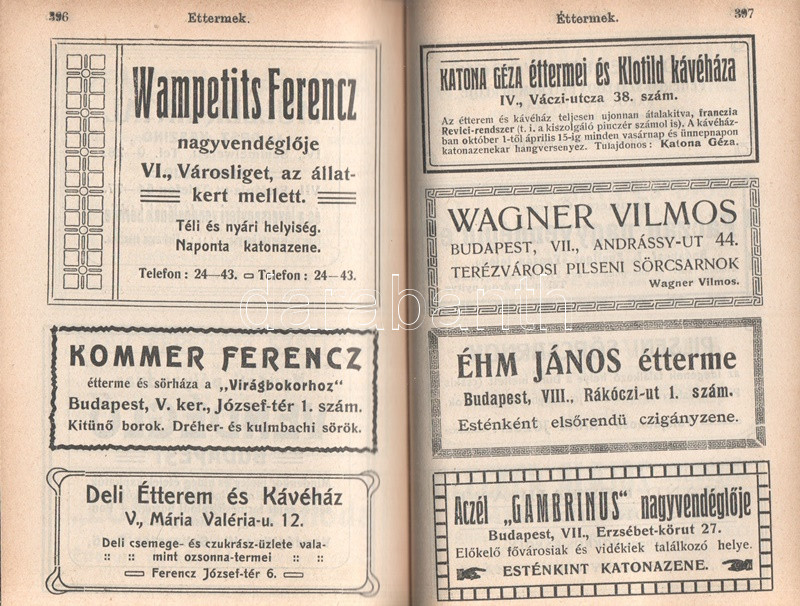 396 Éttermek.
Wampetits Ferencz
nagyvendéglője
VI., Városliget, az állat-
kert mellett.
Téli és nyári helyiség.
Naponta katonazene.
Telefon: 24—43. Telefon: 24—43.
KOMMER FERENCZ
étterme és sörháza a „Virágbokorhoz"
Budapest, V. ker., József-tér 1. szám.
Kitünő borok. Dréher- és kulmbachi sörök.
Deli Étterem és Kávéház
V., Mária Valéria-u. 12.
Deli csemege- és czukrász-üzlete vala-
:: :: mint ozsonna-termei :: ::
Ferencz József-tér 6.
Éttermek. 397
KATONA GÉZA éttermei és Klotild kávéháza
IV., Váczi-utcza 38. szám.
Az étterem és kávéház teljesen ujonnan átalakitva, franczia
Revici-rendszer (t. i. a kiszolgáló pinczér számol is). A kávéház-
ban október 1-től április 15-ig minden vasárnap és ünnepnapon
katonazenekar hangversenyez. Tulajdonos: Katona Géza.
WAGNER VILMOS
BUDAPEST, VII., ANDRÁSSY-UT 44.
TERÉZVÁROSI PILSENI SÖRCSARNOK
Wagner Vilmos.
ÉHM JÁNOS étterme
Budapest, VIII., Rákóczi-ut 1. szám.
Esténként elsőrendü czigányzene.
Aczél „GAMBRINUS" nagyvendéglője
Budapest, VII., Erzsébet-körut 27.
Előkelő fővárosiak és vidékiek találkozó helye.
ESTÉNKINT KATONAZENE.
darabanth